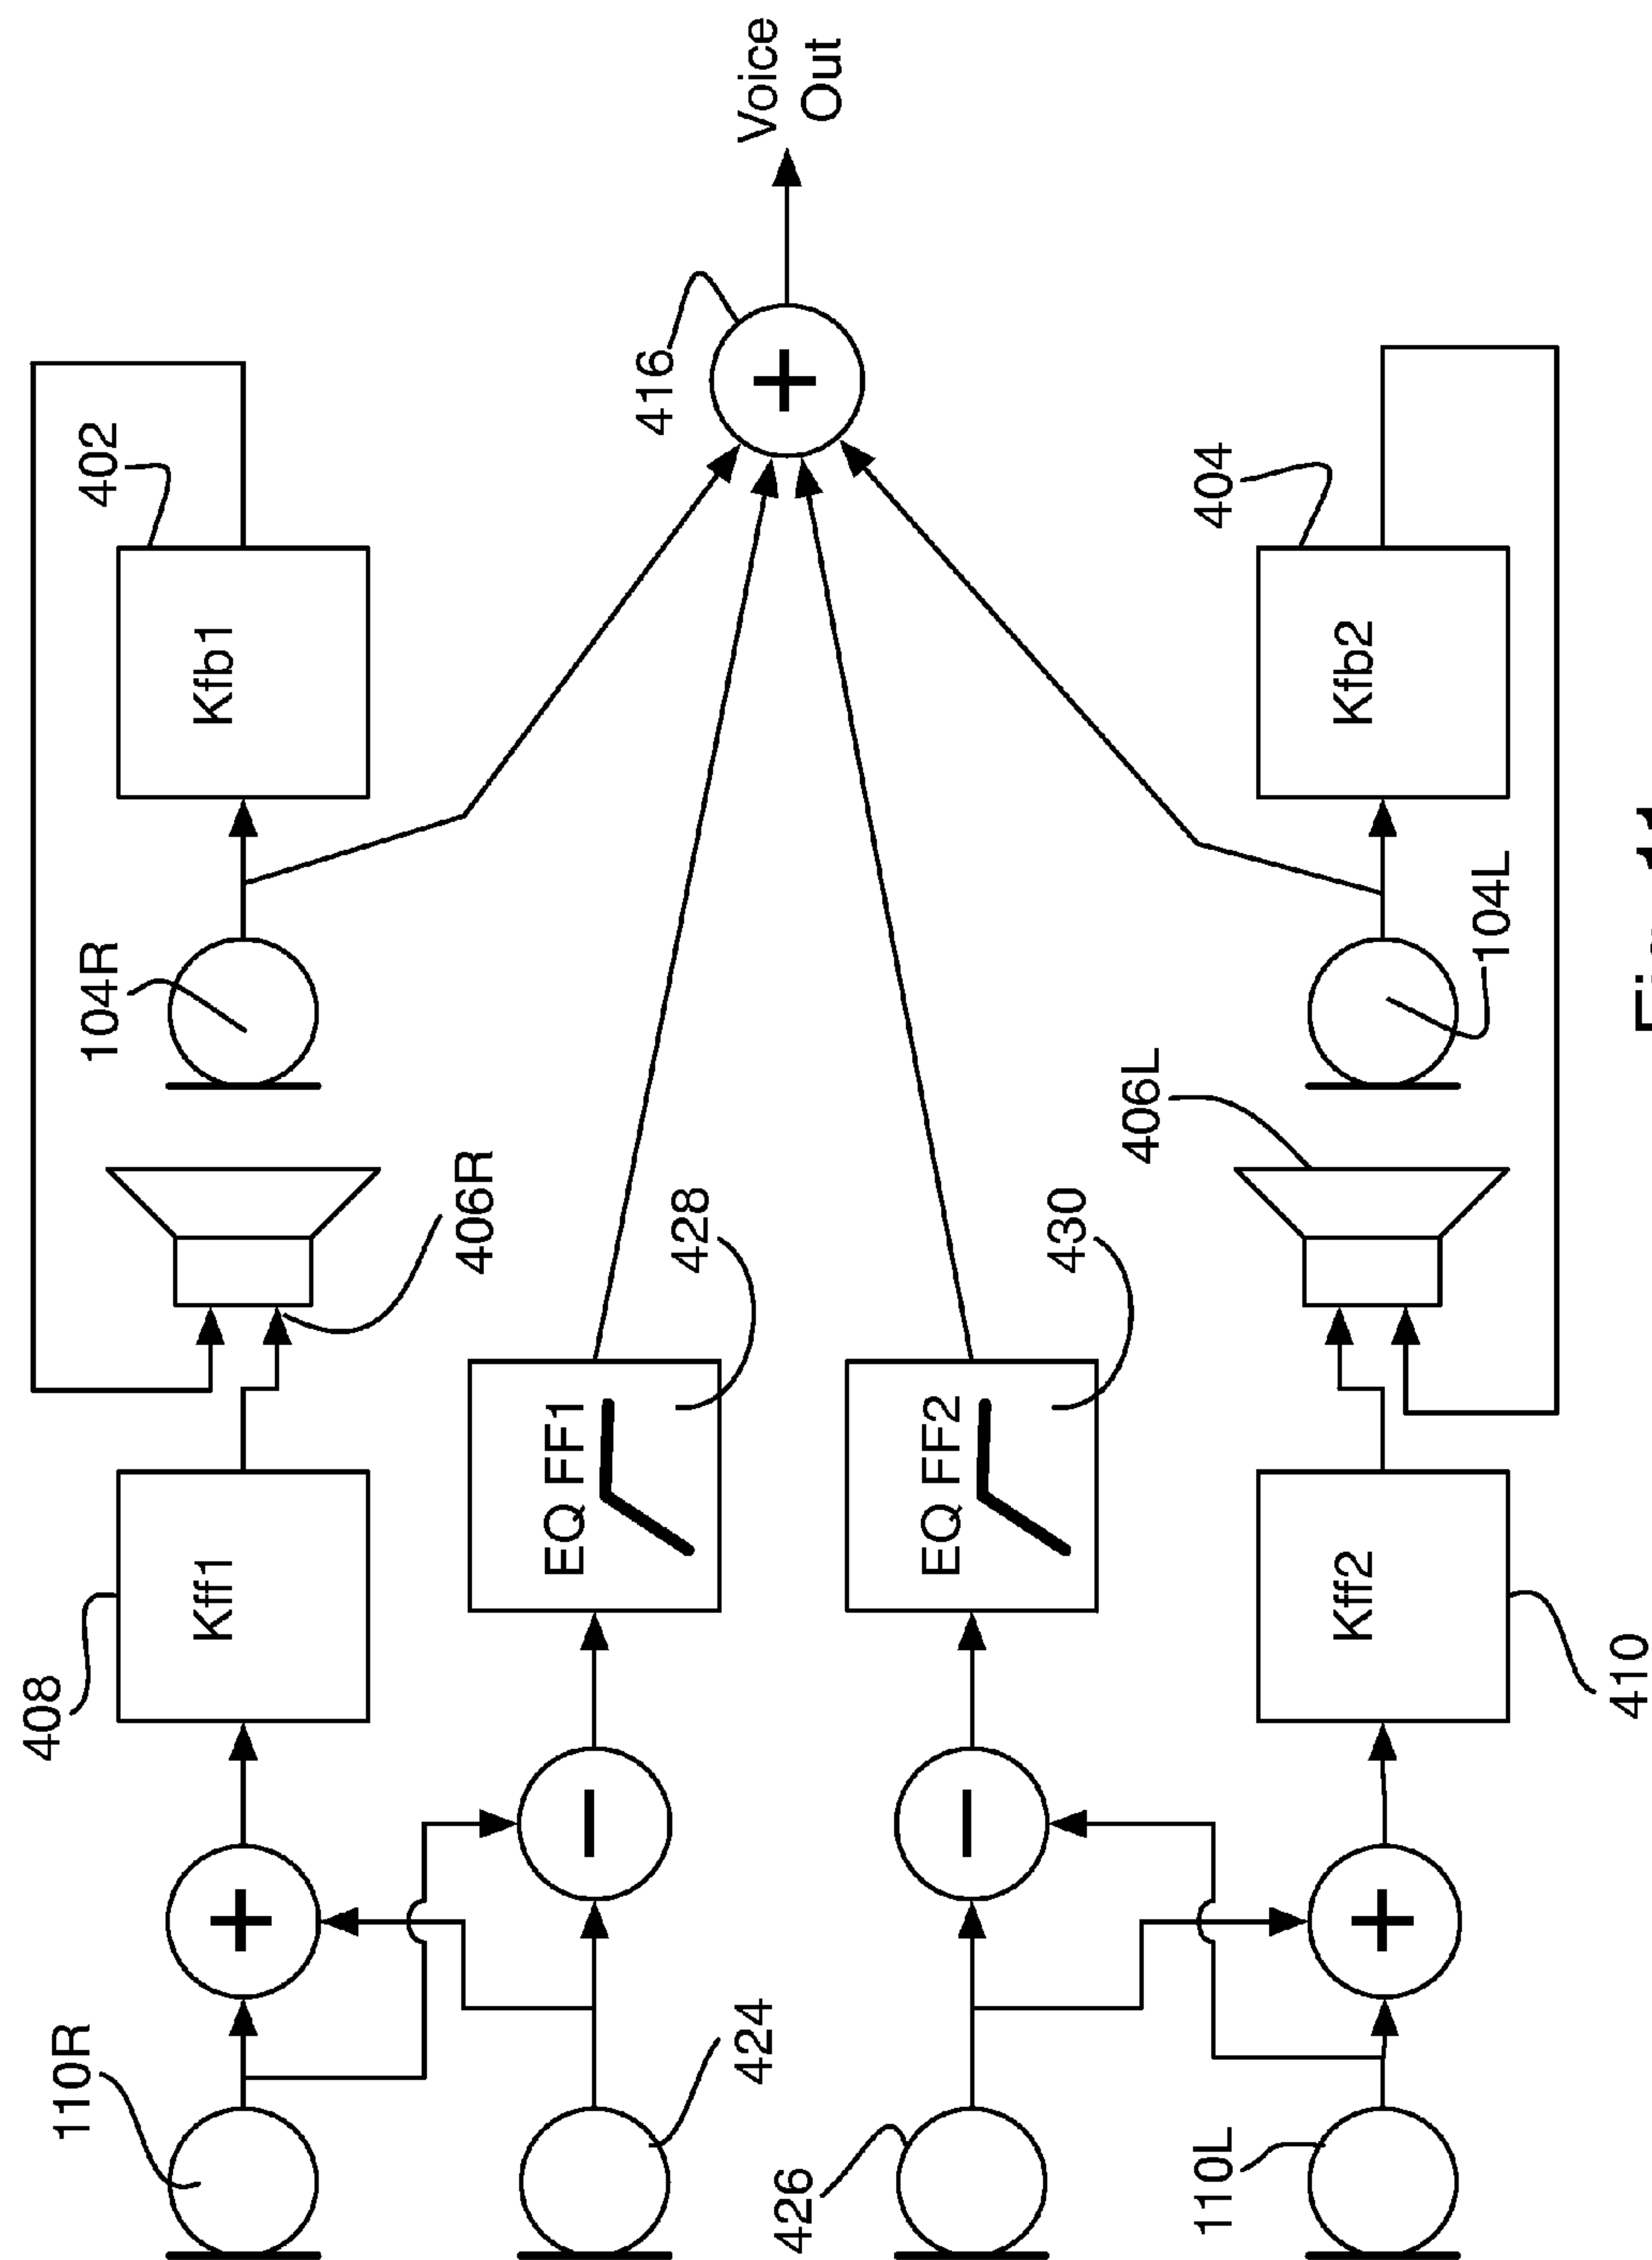 408
110R
104R
402
Kff1
Kfb1
406R
EQ FF1
416
428
424
Voice
Out
426
EQ FF2
430
406L
110L
404
Kff2
Kfb2
104L
410